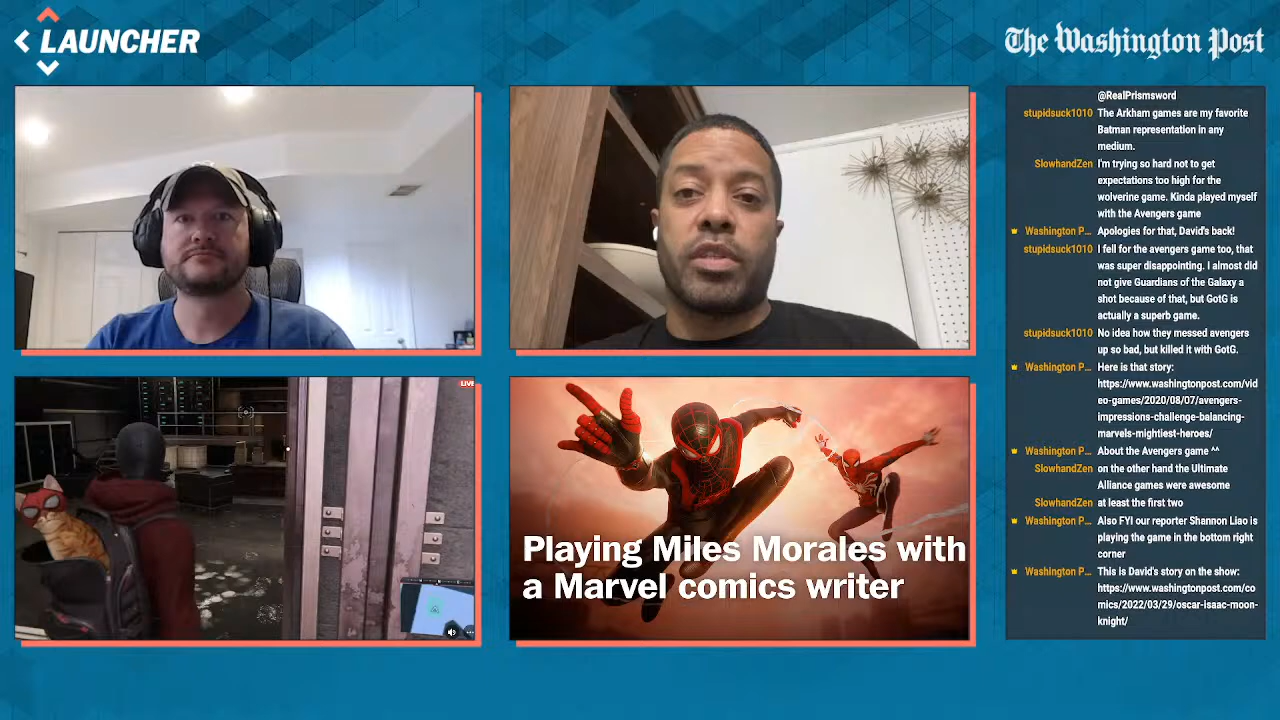 LAUNCHER
The Washington Post
LIVE
Playing Miles Morales with
a Marvel comics writer
@RealPrismsword
stupidsuck1010 The Arkham games are my favorite
Batman representation in any
medium.
SlowhandZen I'm trying so hard not to get
expectations too high for the
wolverine game. Kinda played myself
with the Avengers game
Washington P... Apologies for that, David's back!
stupidsuck1010 I fell for the avengers game too, that
was super disappointing. I almost did
not give Guardians of the Galaxy a
shot because of that, but GotG is
actually a superb game.
stupidsuck1010 No idea how they messed avengers
up so bad, but killed it with GotG.
Washington P... Here is that story:
https://www.washingtonpost.com/vid
eo-games/2020/08/07/avengers-
impressions-challenge-balancing-
marvels-mightiest-heroes/
Washington P... About the Avengers game ^^
SlowhandZen on the other hand the Ultimate
Alliance games were awesome
SlowhandZen at least the first two
Washington P... Also FYI our reporter Shannon Liao is
playing the game in the bottom right
corner
Washington P... This is David's story on the show:
https://www.washingtonpost.com/co
mics/2022/03/29/oscar-isaac-moon-
knight/